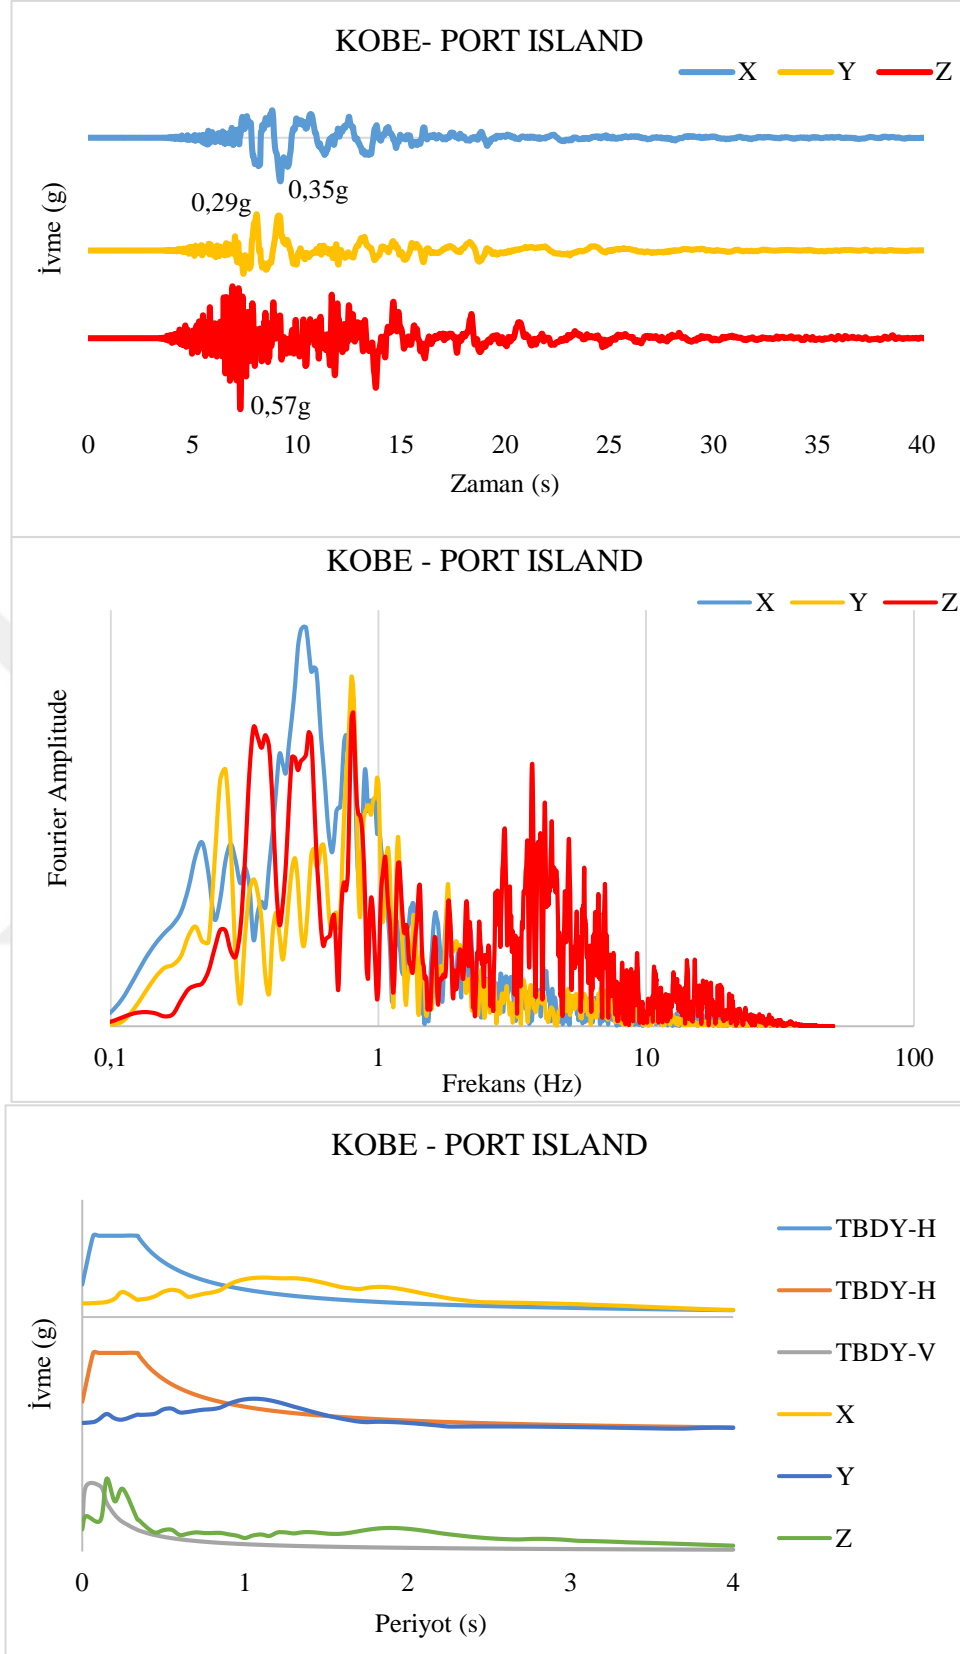 KOBE- PORT ISLAND
X Y Z
İvme (g)
0,29g
0,35g
0,57g
0 5 10 15 20 25 30 35 40
Zaman (s)
KOBE - PORT ISLAND
X Y Z
Fourier Amplitude
0,1 1 10 100
Frekans (Hz)
KOBE - PORT ISLAND
İvme (g)
TBDY-H
TBDY-H
TBDY-V
X
Y
Z
0 1 2 3 4
Periyot (s)